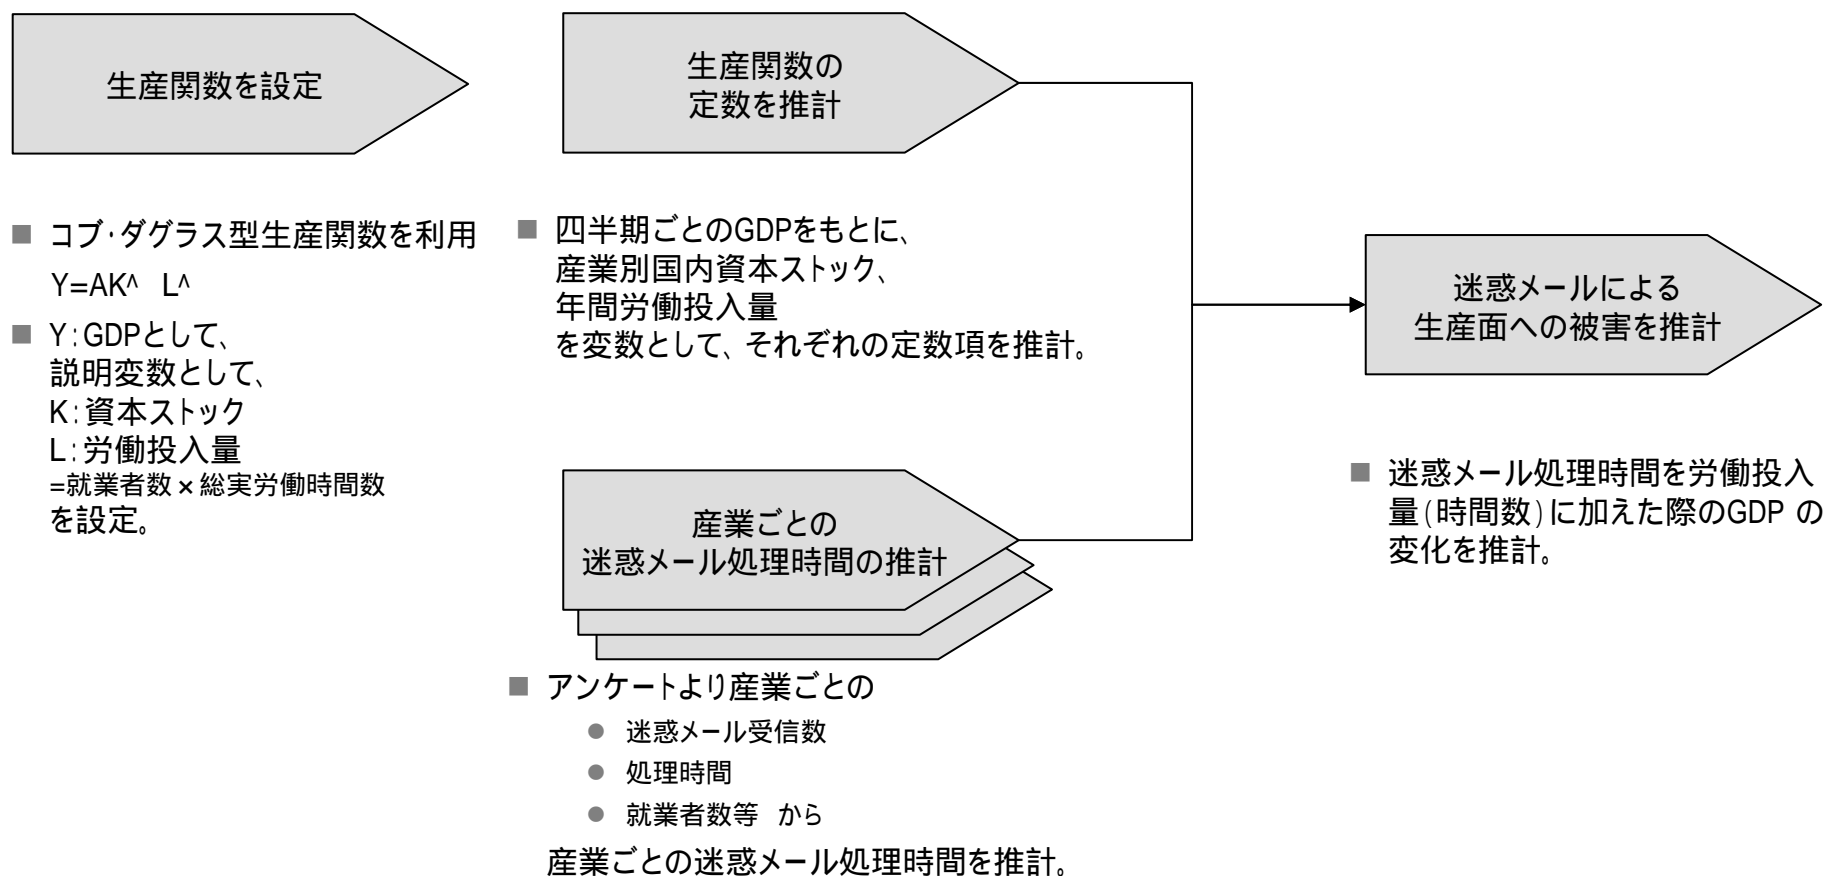 生産関数を設定
■ コブ・ダグラス型生産関数を利用
Y=AK^ L^
■ Y:GDPとして、
説明変数として、
K:資本ストック
L:労働投入量
=就業者数×総実労働時間数
を設定。
生産関数の
定数を推計
■ 四半期ごとのGDPをもとに、
産業別国内資本ストック、
年間労働投入量
を変数として、それぞれの定数項を推計。
産業ごとの
迷惑メール処理時間の推計
■ アンケートより産業ごとの
● 迷惑メール受信数
● 処理時間
● 就業者数等 から
産業ごとの迷惑メール処理時間を推計。
迷惑メールによる
生産面への被害を推計
■ 迷惑メール処理時間を労働投入
量(時間数)に加えた際のGDP の
変化を推計。